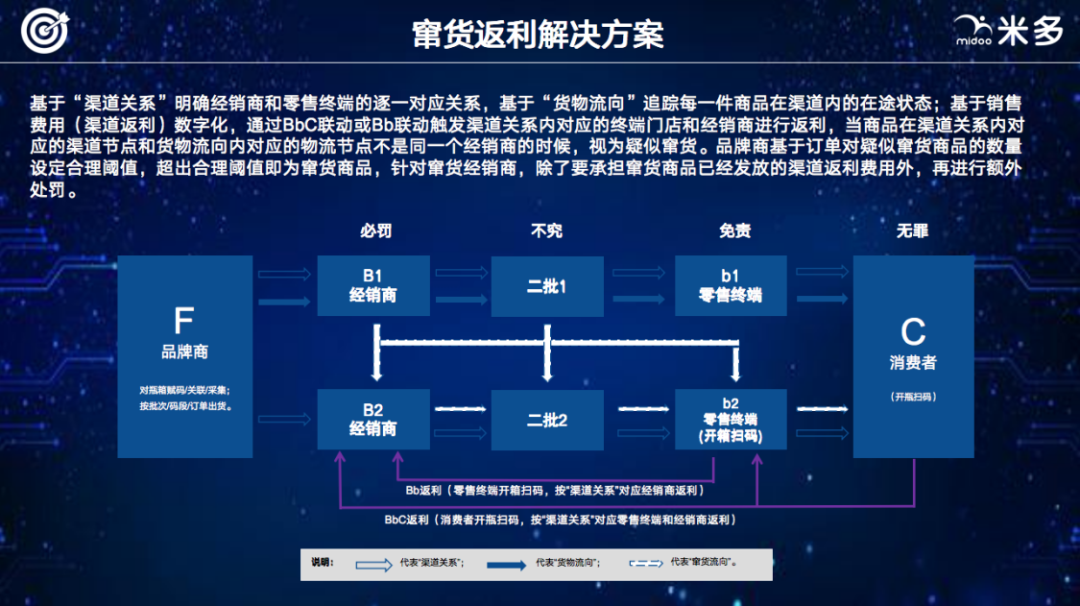 窜货返利解决方案
midoo 米多
基于“渠道关系”明确经销商和零售终端的逐一对应关系，基于“货物流向”追踪每一件商品在渠道内的在途状态；基于销售
费用（渠道返利）数字化，通过BbC联动或Bb联动触发渠道关系内对应的终端门店和经销商进行返利，当商品在渠道关系内对
应的渠道节点和货物流向内对应的物流节点不是同一个经销商的时候，视为疑似窜货。品牌商基于订单对疑似窜货商品的数量
设定合理阈值，超出合理阈值即为窜货商品，针对窜货经销商，除了要承担窜货商品已经发放的渠道返利费用外，再进行额外
处罚。
必罚
不究
免责
无罪
F
品牌商
对瓶箱赋码/关联/采集；
按批次/码段/订单出货。
B1
经销商
二批1
b1
零售终端
C
消费者
（开瓶扫码）
B2
经销商
二批2
b2
零售终端
(开箱扫码)
Bb返利（零售终端开箱扫码，按“渠道关系”对应经销商返利）
BbC返利（消费者开瓶扫码，按“渠道关系”对应零售终端和经销商返利）
说明：
代表“渠道关系”；
代表“货物流向”；
代表“窜货流向”。